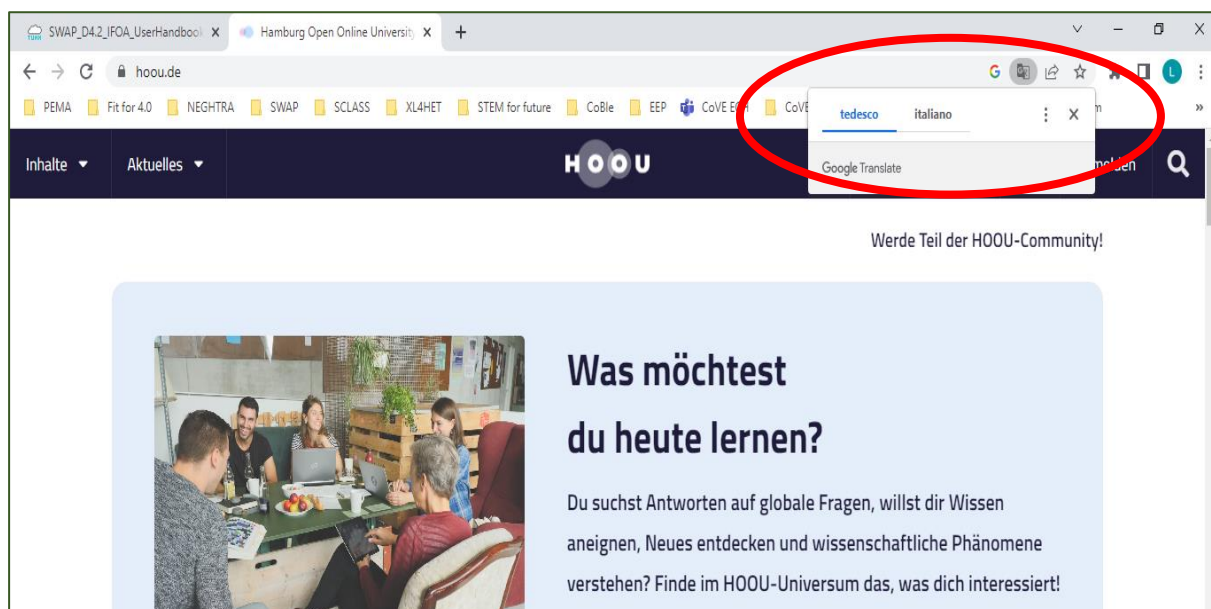 SWAP_D4.2_IFOA_UserHandbook
Hamburg Open Online University
hoou.de
PEMA Fit for 4.0 NEGHTRA SWAP SCLASS XL4HET STEM for future CoBle EEP CoVE
tedesco italiano
Google Translate
Inhalte Aktuelles
HOOU
Werde Teil der HOOU-Community!
Was möchtest
du heute lernen?
Du suchst Antworten auf globale Fragen, willst dir Wissen
aneignen, Neues entdecken und wissenschaftliche Phänomene
verstehen? Finde im HOOU-Universum das, was dich interessiert!